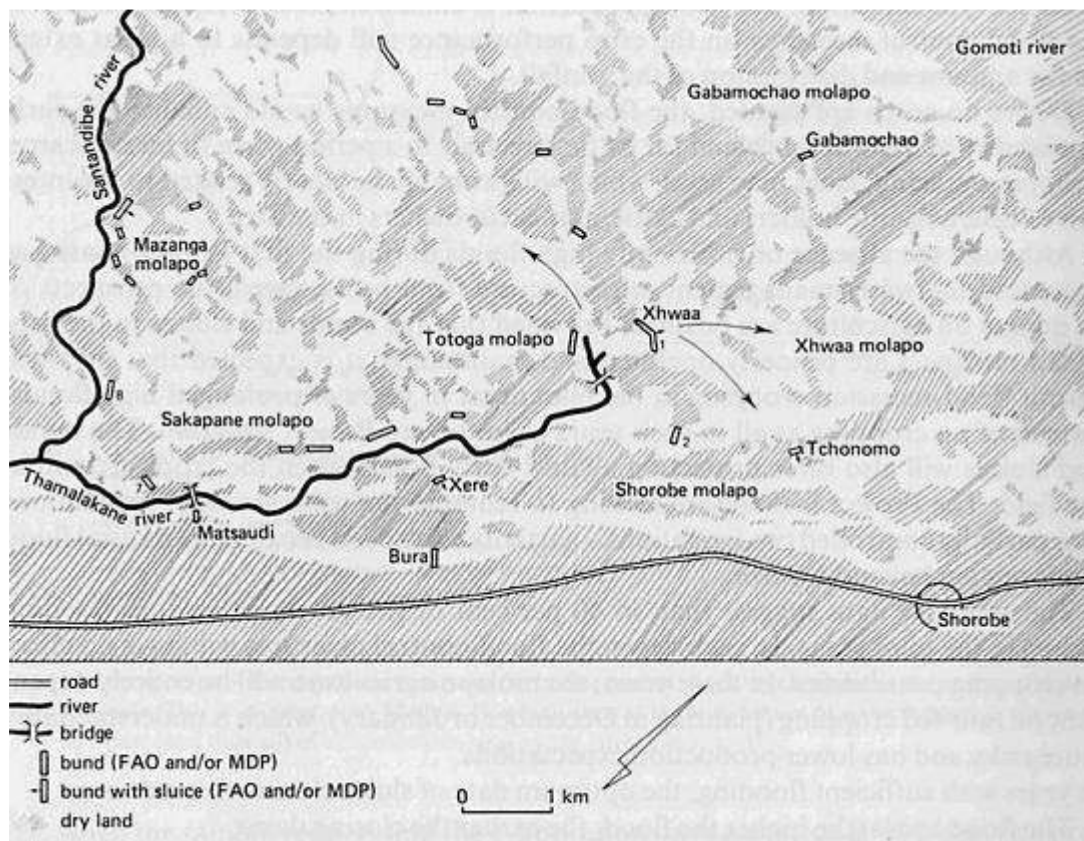 Gomoti river
Santandibe river
Gabamochao molapo
Gabamochao
Mazanga
molapo
Totoga molapo
Xhwaa
1
Xhwaa molapo
8
Sakapane molapo
2
Tchonomo
7
Xere
Shorobe molapo
Thamalakane river
Matsaudi
Bura
Shorobe
road
river
bridge
bund (FAO and/or MDP)
bund with sluice (FAO and/or MDP)
dry land
0 1 km